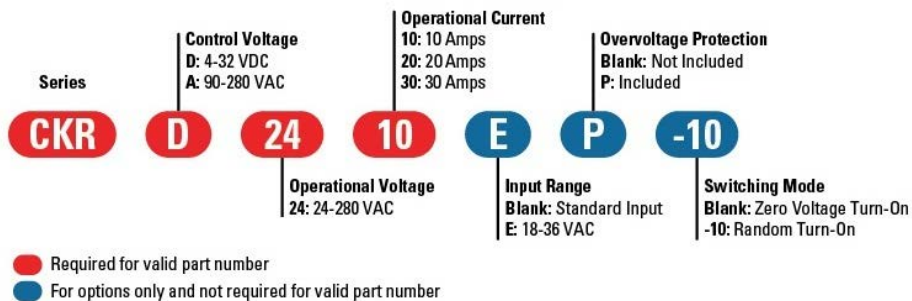 Operational Current
10: 10 Amps
20: 20 Amps
30: 30 Amps
Control Voltage
D: 4-32 VDC
A: 90-280 VAC
Overvoltage Protection
Blank: Not Included
P: Included
Series
CKR D 24 10 E P -10
Operational Voltage
24: 24-280 VAC
Input Range
Blank: Standard Input
E: 18-36 VAC
Switching Mode
Blank: Zero Voltage Turn-On
-10: Random Turn-On
Required for valid part number
For options only and not required for valid part number